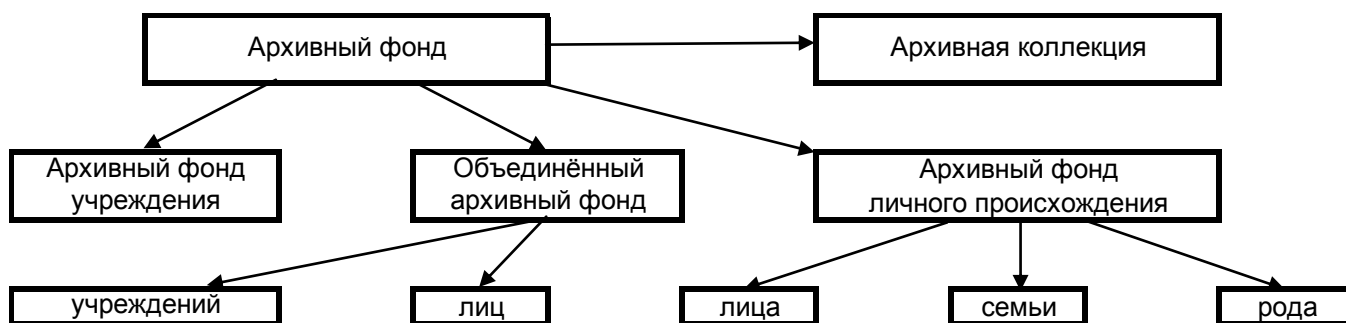 Архивный фонд
Архивная коллекция
Архивный фонд
учреждения
Объединённый
архивный фонд
Архивный фонд
личного происхождения
учреждений
лиц
лица
семьи
рода